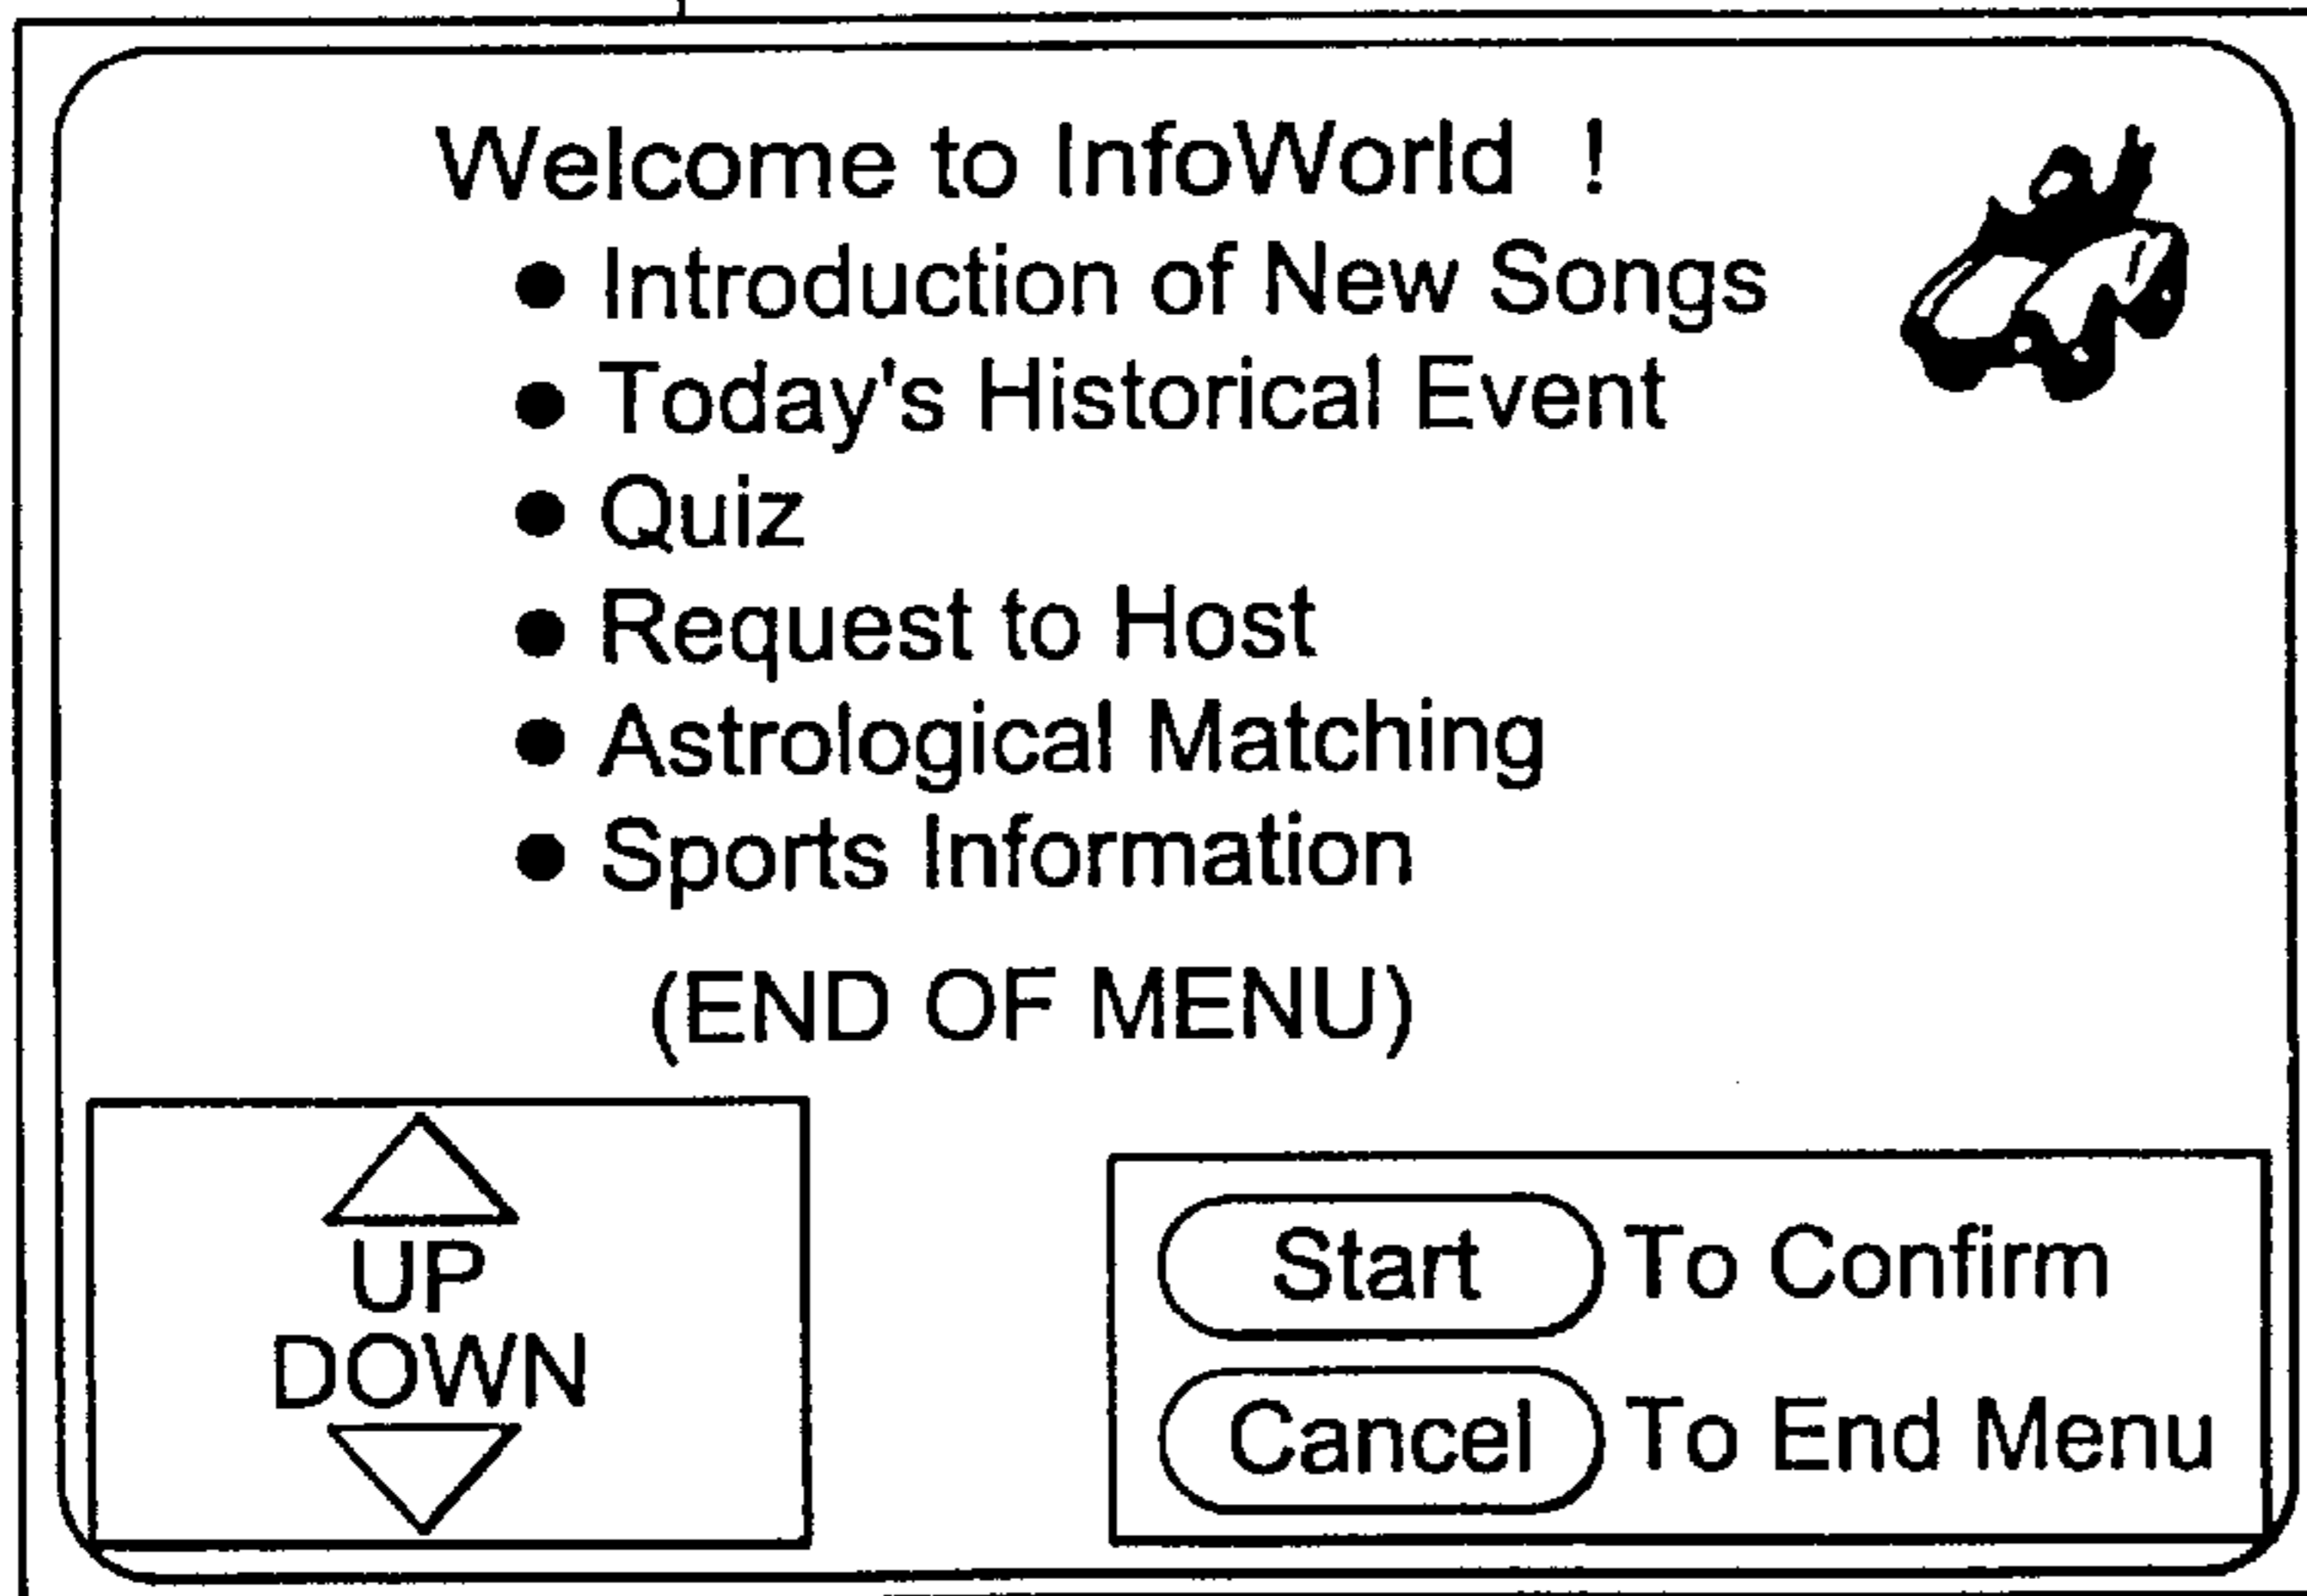 Welcome to InfoWorld !
● Introduction of New Songs
● Today's Historical Event
● Quiz
● Request to Host
● Astrological Matching
● Sports Information
(END OF MENU)
UP
DOWN
Start To Confirm
Cancel To End Menu